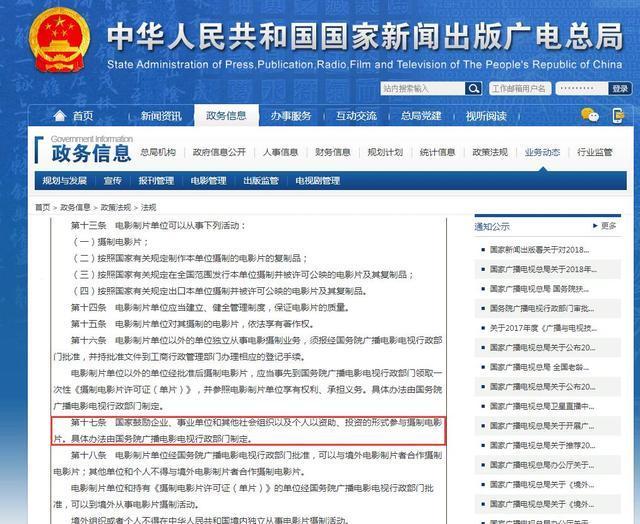 中华人民共和国国家新闻出版广电总局
State Administration of Press,Publication,Radio,Film and Television of The People's Republic of China
站内搜索 搜索 工作邮箱用户名 ········· 登录
首页 新闻资讯 政务信息 办事服务 互动交流 总局党建 视听阅读
Government Information
政务信息 总局机构 政府信息公开 人事信息 财务信息 规划计划 统计信息 政策法规 业务动态 行业监管
规划与发展 宣传 报刊管理 电影管理 出版监管 电视剧管理
首页 > 政务信息 > 政策法规 > 法规
第十三条 电影制片单位可以从事下列活动：
（一）摄制电影片；
（二）按照国家有关规定制作本单位摄制的电影片的复制品；
（三）按照国家有关规定在全国范围发行本单位摄制并被许可公映的电影片及其复制品；
（四）按照国家有关规定出口本单位摄制并被许可公映的电影片及其复制品。
第十四条 电影制片单位应当建立、健全管理制度，保证电影片的质量。
第十五条 电影制片单位对其摄制的电影片，依法享有著作权。
第十六条 电影制片单位以外的单位独立从事电影摄制业务，须报经国务院广播电影电视行政部
门批准，并持批准文件到工商行政管理部门办理相应的登记手续。
电影制片单位以外的单位经批准后摄制电影片，应当事先到国务院广播电影电视行政部门领取一
次性《摄制电影片许可证（单片）》，并参照电影制片单位享有权利、承担义务。具体办法由国务院
广播电影电视行政部门制定。
第十七条 国家鼓励企业、事业单位和其他社会组织以及个人以资助、投资的形式参与摄制电影
片。具体办法由国务院广播电影电视行政部门制定。
第十八条 电影制片单位经国务院广播电影电视行政部门批准，可以与境外电影制片者合作摄制
电影片；其他单位和个人不得与境外电影制片者合作摄制电影片。
电影制片单位和持有《摄制电影片许可证（单片）》的单位经国务院广播电影电视行政部门批
准，可以到境外从事电影片摄制活动。
境外组织或者个人不得在中华人民共和国境内独立从事电影片摄制活动。
通知公示 更多
国家新闻出版署关于对2018...
国家广播电视总局关于2018年...
国家广播电视总局 国务院扶...
国务院广播电视行政部门审批...
关于2017年度《广播与电视技...
国家广播电视总局关于公布20...
国家广播电视总局 全国老龄...
国家广播电视总局关于公布20...
国家广播电视总局卫星直播中...
国家广播电视总局关于开展广...
国家广播电视总局关于推荐20...
国家广播电视总局办公厅关于...
国家广播电视总局关于《境外...
国家广播电视总局关于《境外...